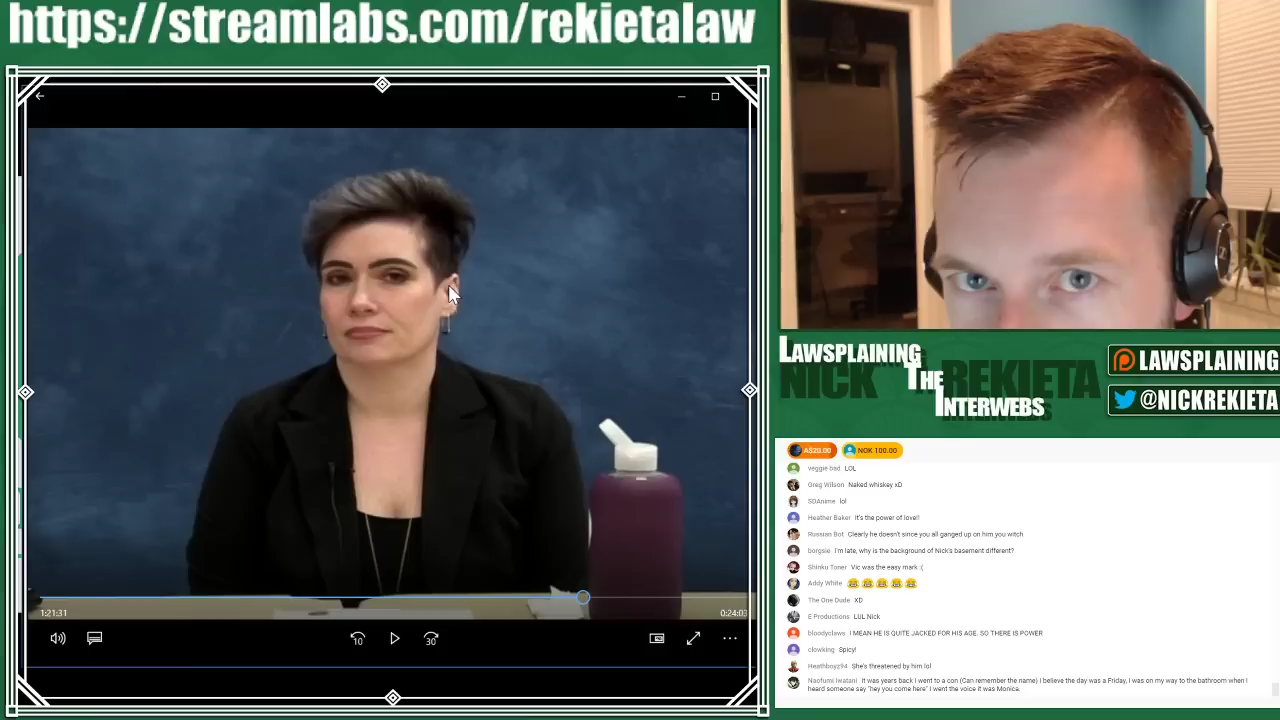 https://streamlabs.com/rekietalaw
1:21:31
0:24:03
10
30
LAWSPLAINING
THE
INTERWEBS
NICK REKIETA
LAWSPLAINING
@NICKREKIETA
A$20.00
NOK 100.00
veggie bad LOL
Greg Wilson Naked whiskey xD
SDAnime lol
Heather Baker It's the power of love!!
Russian Bot Clearly he doesn't since you all ganged up on him you witch
borgsie I'm late, why is the background of Nick's basement different?
Shinku Toner Vic was the easy mark :(
Addy White 😂😂😂😂😂
The One Dude XD
E Productions LUL Nick
bloodyclaws I MEAN HE IS QUITE JACKED FOR HIS AGE. SO THERE IS POWER
clowking Spicy!
Heathboyz94 She's threatened by him lol
Naofumi Iwatani It was years back I went to a con (Can remember the name) I believe the day was a Friday, I was on my way to the bathroom when I
heard someone say "hey you come here" I went the voice it was Monica.